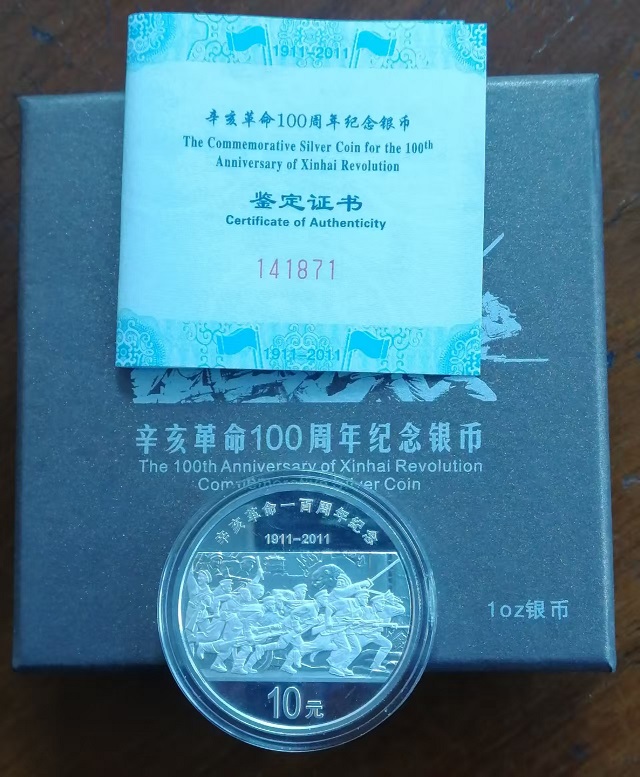 1911-2011
辛亥革命100周年纪念银币
The Commemorative Silver Coin for the 100th
Anniversary of Xinhai Revolution
鉴定证书
Certificate of Authenticity
141871
1911-2011
辛亥革命100周年纪念银币
The 100th Anniversary of Xinhai Revolution
Commemorative Silver Coin
辛亥革命一百周年纪念
1911-2011
10元
1oz银币